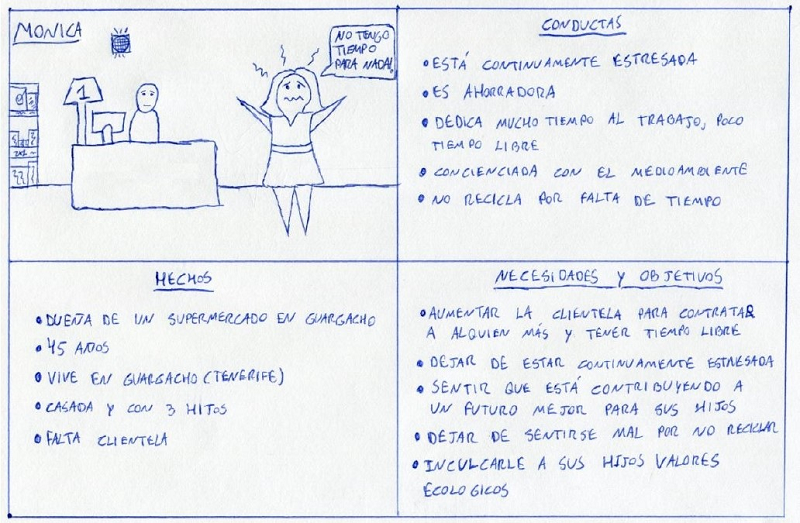 MONICA
NO TENGO
TIEMPO
PARA NADA!
1
CONDUCTAS
• ESTÁ CONTINUAMENTE ESTRESADA
• ES AHORRADORA
• DEDICA MUCHO TIEMPO AL TRABAJO, POCO
TIEMPO LIBRE
• CONCIENCIADA CON EL MEDIOAMBIENTE
• NO RECICLA POR FALTA DE TIEMPO
HECHOS
• DUEÑA DE UN SUPERMERCADO EN GUARGACHO
• 45 AÑOS
• VIVE EN GUARGACHO (TENERIFE)
• CASADA Y CON 3 HIJOS
• FALTA CLIENTELA
NECESIDADES Y OBJETIVOS
• AUMENTAR LA CLIENTELA PARA CONTRATAR
A ALGUIEN MÁS Y TENER TIEMPO LIBRE
• DEJAR DE ESTAR CONTINUAMENTE ESTRESADA
• SENTIR QUE ESTÁ CONTRIBUYENDO A
UN FUTURO MEJOR PARA SUS HIJOS
• DEJAR DE SENTIRSE MAL POR NO RECICLAR
• INCULCARLE A SUS HIJOS VALORES
ECOLOGICOS